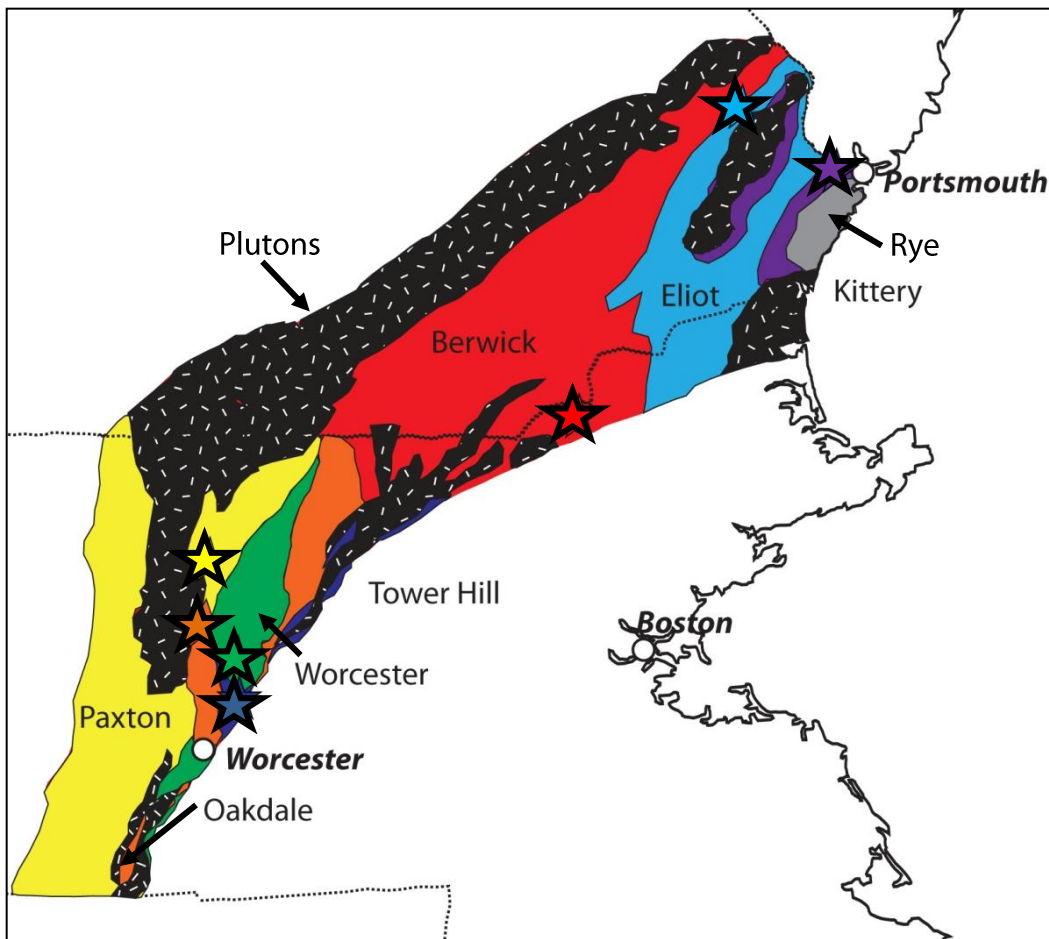 Portsmouth
Plutons
Rye
Eliot
Kittery
Berwick
Tower Hill
Boston
Worcester
Paxton
Worcester
Oakdale